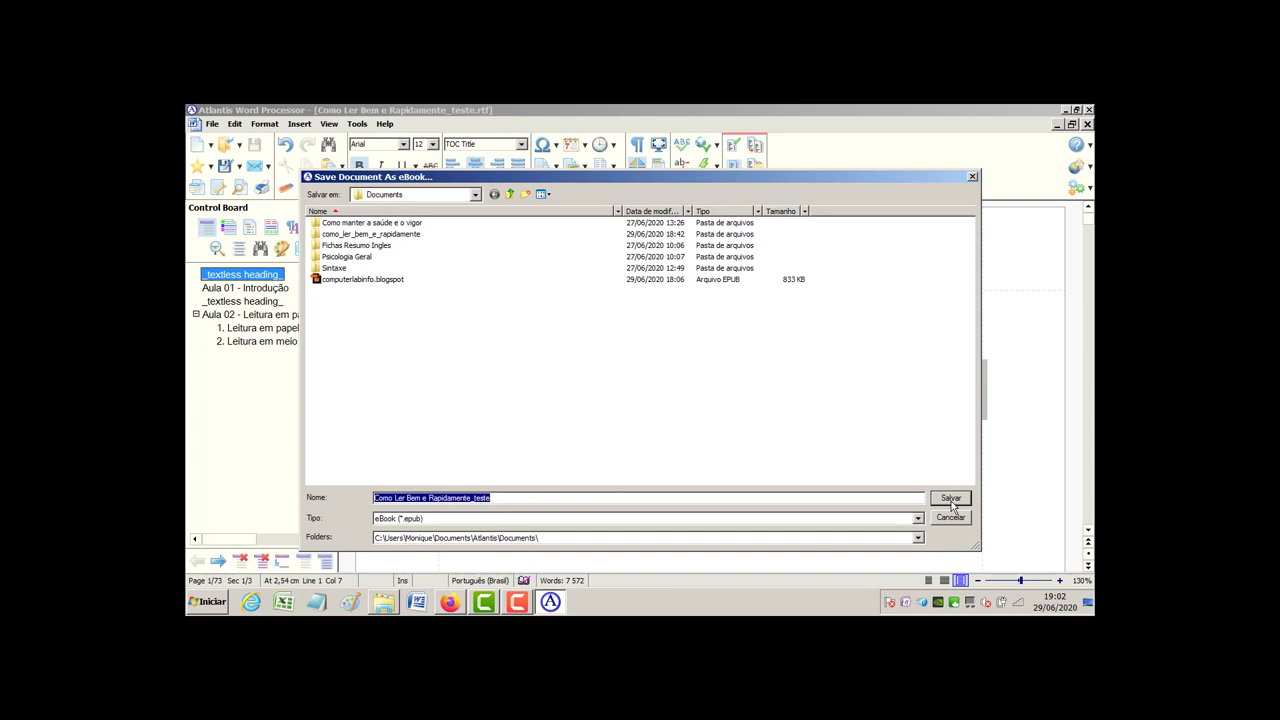 Atlantis Word Processor - [Como Ler Bem e Rapidamente_teste.rtf]
File Edit Format Insert View Tools Help
Arial 12 TOC Title
Save Document As eBook...
Salvar em: Documents
Control Board
Nome Data de modif... Tipo Tamanho
Como manter a saúde e o vigor 27/06/2020 13:26 Pasta de arquivos
como_ler_bem_e_rapidamente 29/06/2020 18:42 Pasta de arquivos
Fichas Resumo Ingles 27/06/2020 10:06 Pasta de arquivos
Psicologia Geral 27/06/2020 10:07 Pasta de arquivos
Sintaxe 27/06/2020 12:49 Pasta de arquivos
computerlabinfo.blogspot 29/06/2020 18:06 Arquivo EPUB 833 KB
_textless heading_
Aula 01 - Introdução
_textless heading_
Aula 02 - Leitura em pa
1. Leitura em papel
2. Leitura em meio
Nome: Como Ler Bem e Rapidamente_teste Salvar
Tipo: eBook (*.epub) Cancelar
Folders: C:\Users\Monique\Documents\Atlantis\Documents\
Page 1/73 Sec 1/3 At 2,54 cm Line 1 Col 7 Ins Português (Brasil) Words: 7 572 130%
Iniciar 19:02
29/06/2020